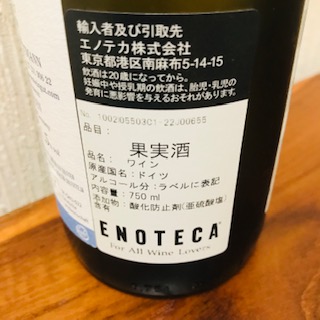 輸入者及び引取先
エノテカ株式会社
東京都港区南麻布5-14-15
飲酒は20歳になってから。
妊娠中や授乳期の飲酒は、胎児・乳児の
発育に悪影響を与えるおそれがあります。
No. 100205503C1-22J00655
品目:
果実酒
品名: ワイン
原産国名: ドイツ
アルコール分: ラベルに表記
内容量: 750 ml
添加物: 酸化防止剤(亜硫酸塩)
含有
ENOTECA
For All Wine Lovers